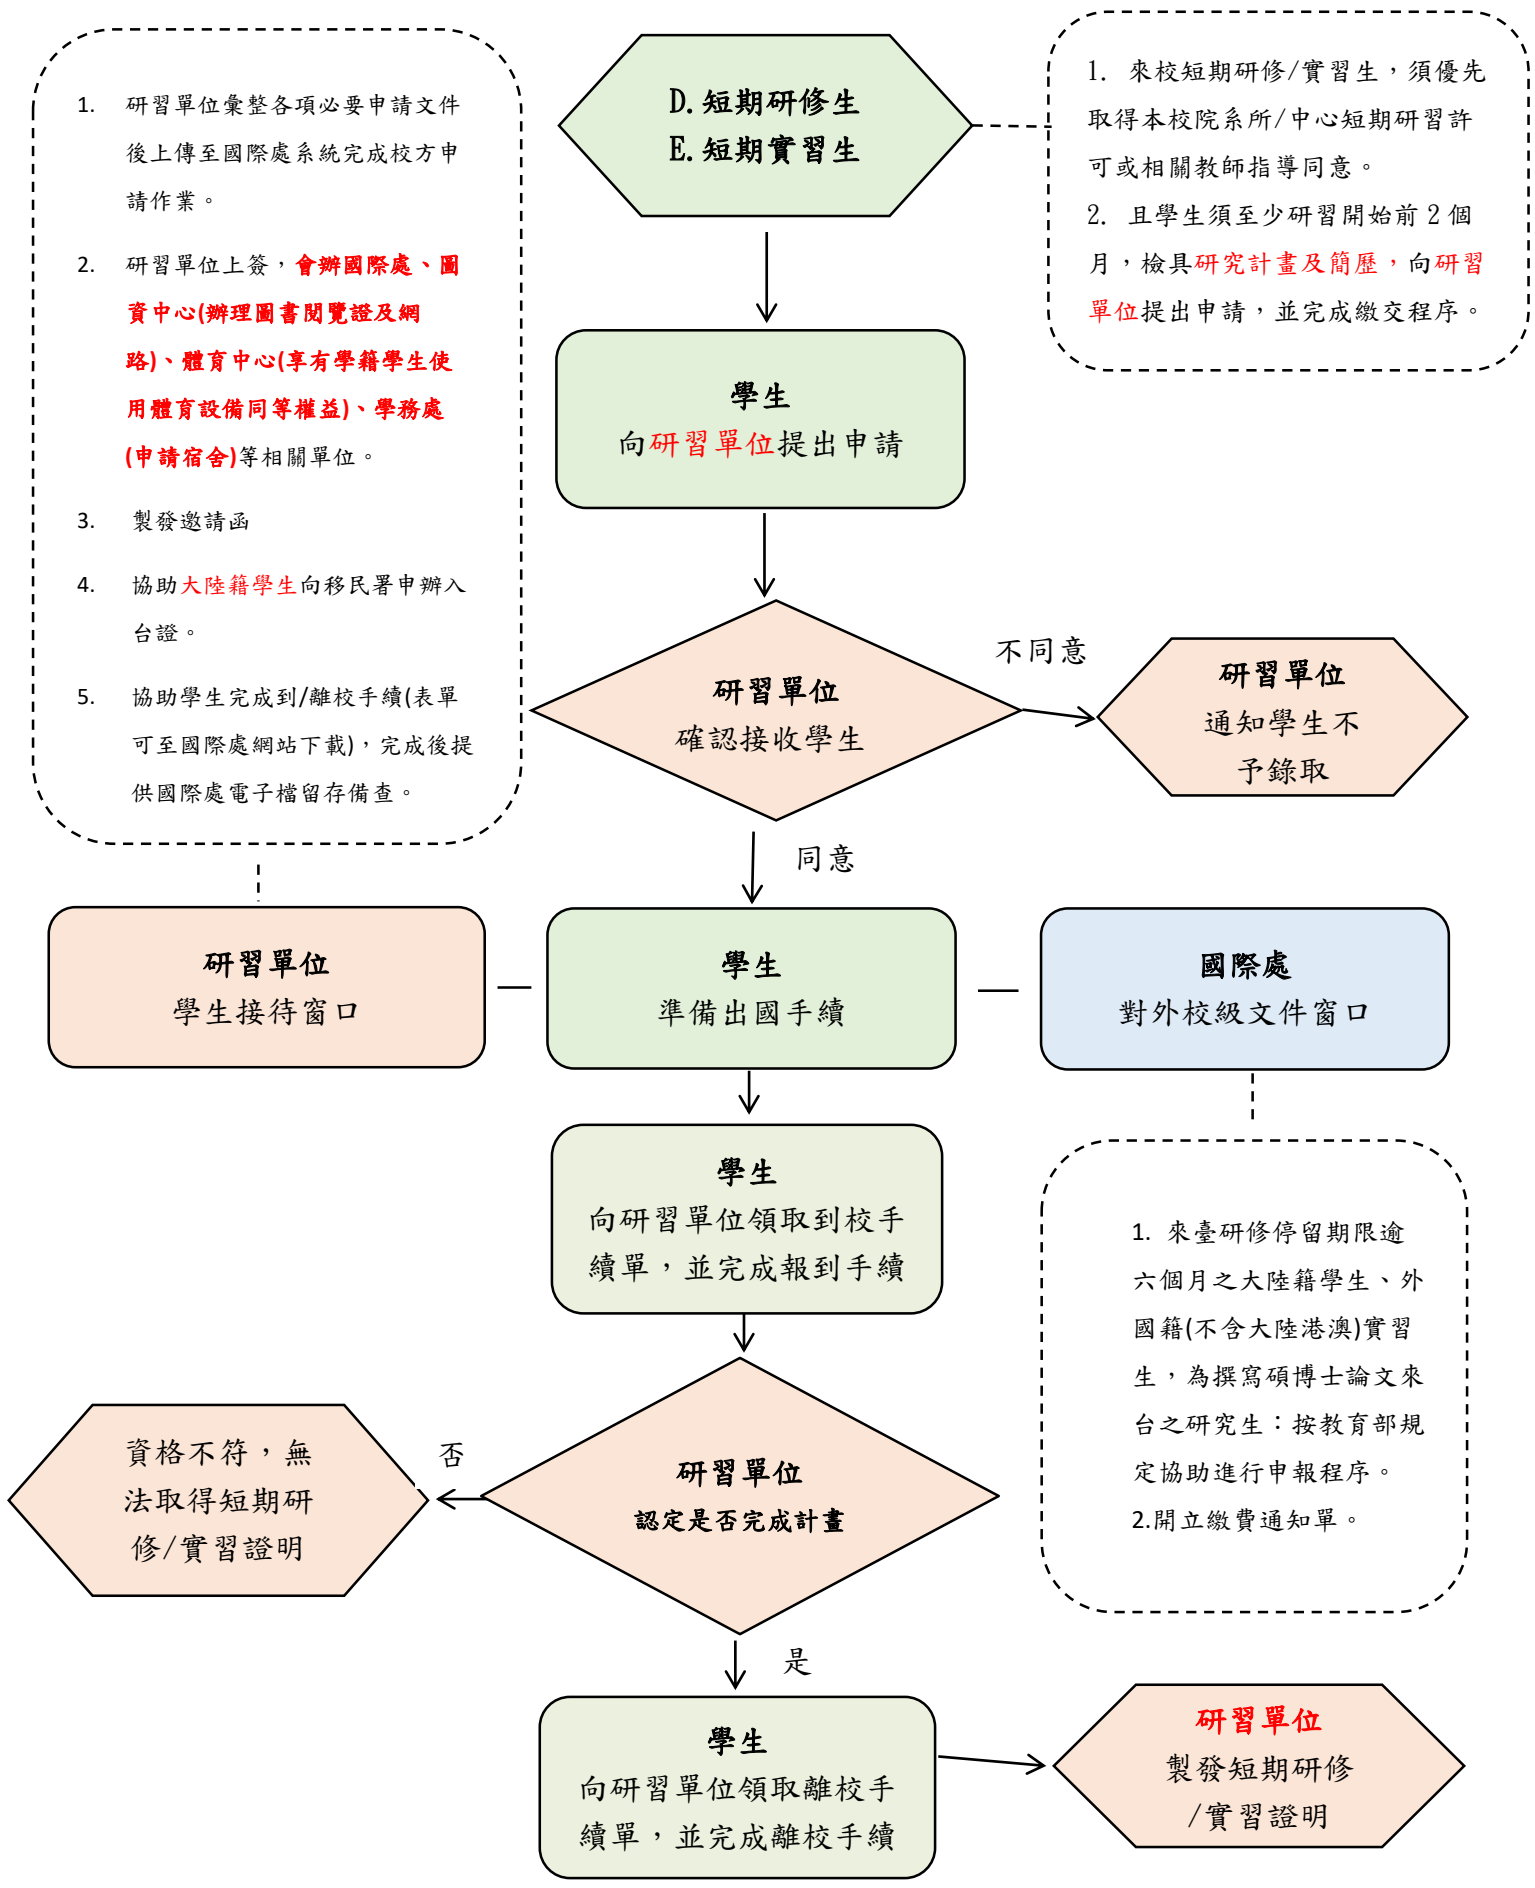 D.短期研修生
E.短期實習生
1. 來校短期研修/實習生，須優先
取得本校院系所/中心短期研習許
可或相關教師指導同意。
2. 且學生須至少研習開始前 2 個
月，檢具研究計畫及簡歷，向研習
單位提出申請，並完成繳交程序。
1. 研習單位彙整各項必要申請文件
後上傳至國際處系統完成校方申
請作業。
2. 研習單位上簽，會辦國際處、圖
資中心(辦理圖書閱覽證及網
路)、體育中心(享有學籍學生使
用體育設備同等權益)、學務處
(申請宿舍)等相關單位。
3. 製發邀請函
4. 協助大陸籍學生向移民署申辦入
台證。
5. 協助學生完成到/離校手續(表單
可至國際處網站下載)，完成後提
供國際處電子檔留存備查。
學生
向研習單位提出申請
研習單位
確認接收學生
不同意
研習單位
通知學生不
予錄取
同意
研習單位
學生接待窗口
學生
準備出國手續
國際處
對外校級文件窗口
學生
向研習單位領取到校手
續單，並完成報到手續
1. 來臺研修停留期限逾
六個月之大陸籍學生、外
國籍(不含大陸港澳)實習
生，為撰寫碩博士論文來
台之研究生：按教育部規
定協助進行申報程序。
2.開立繳費通知單。
研習單位
認定是否完成計畫
否
資格不符，無
法取得短期研
修/實習證明
是
學生
向研習單位領取離校手
續單，並完成離校手續
研習單位
製發短期研修
/實習證明